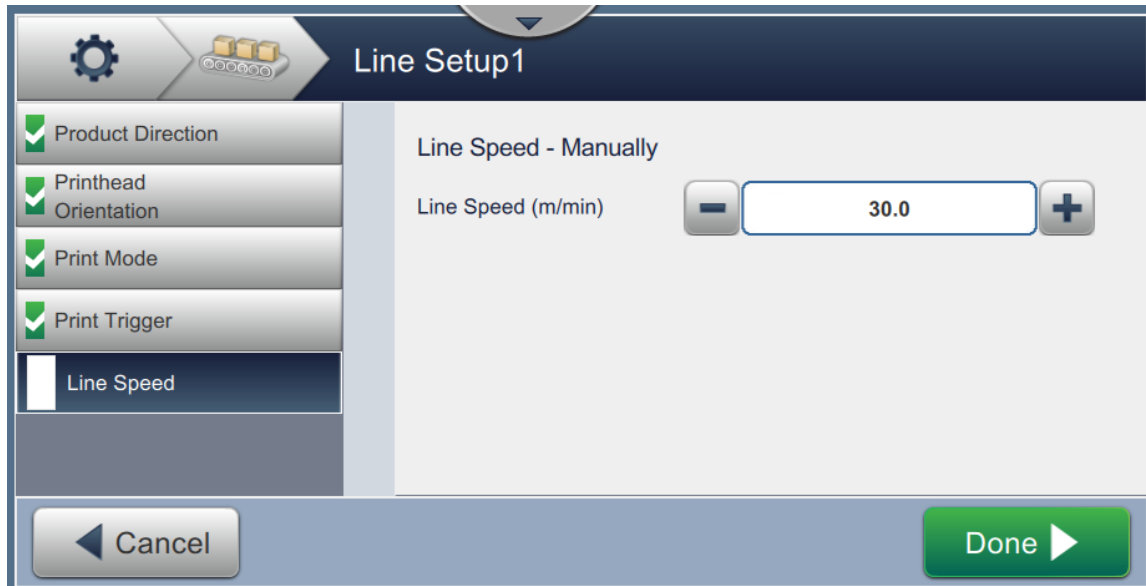 Line Setup1
Product Direction
Printhead
Orientation
Print Mode
Print Trigger
Line Speed
Line Speed - Manually
Line Speed (m/min)
30.0
Cancel
Done